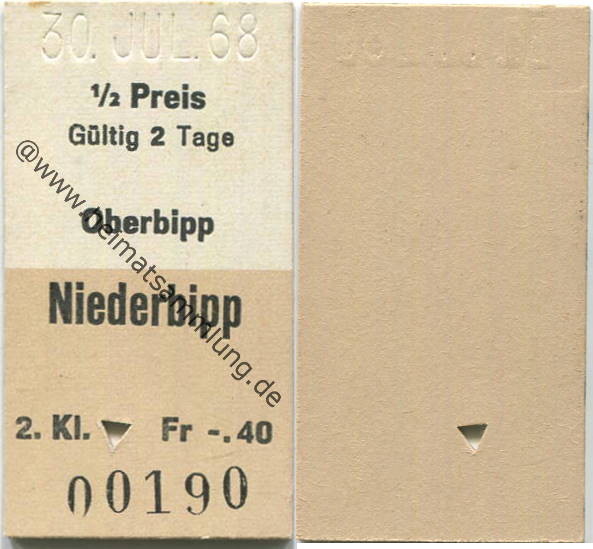 30. JUL. 68
1/2 Preis
Gültig 2 Tage
Oberbipp
Niederbipp
2. Kl. Fr -.40
00190
@www.heimatsammlung.de